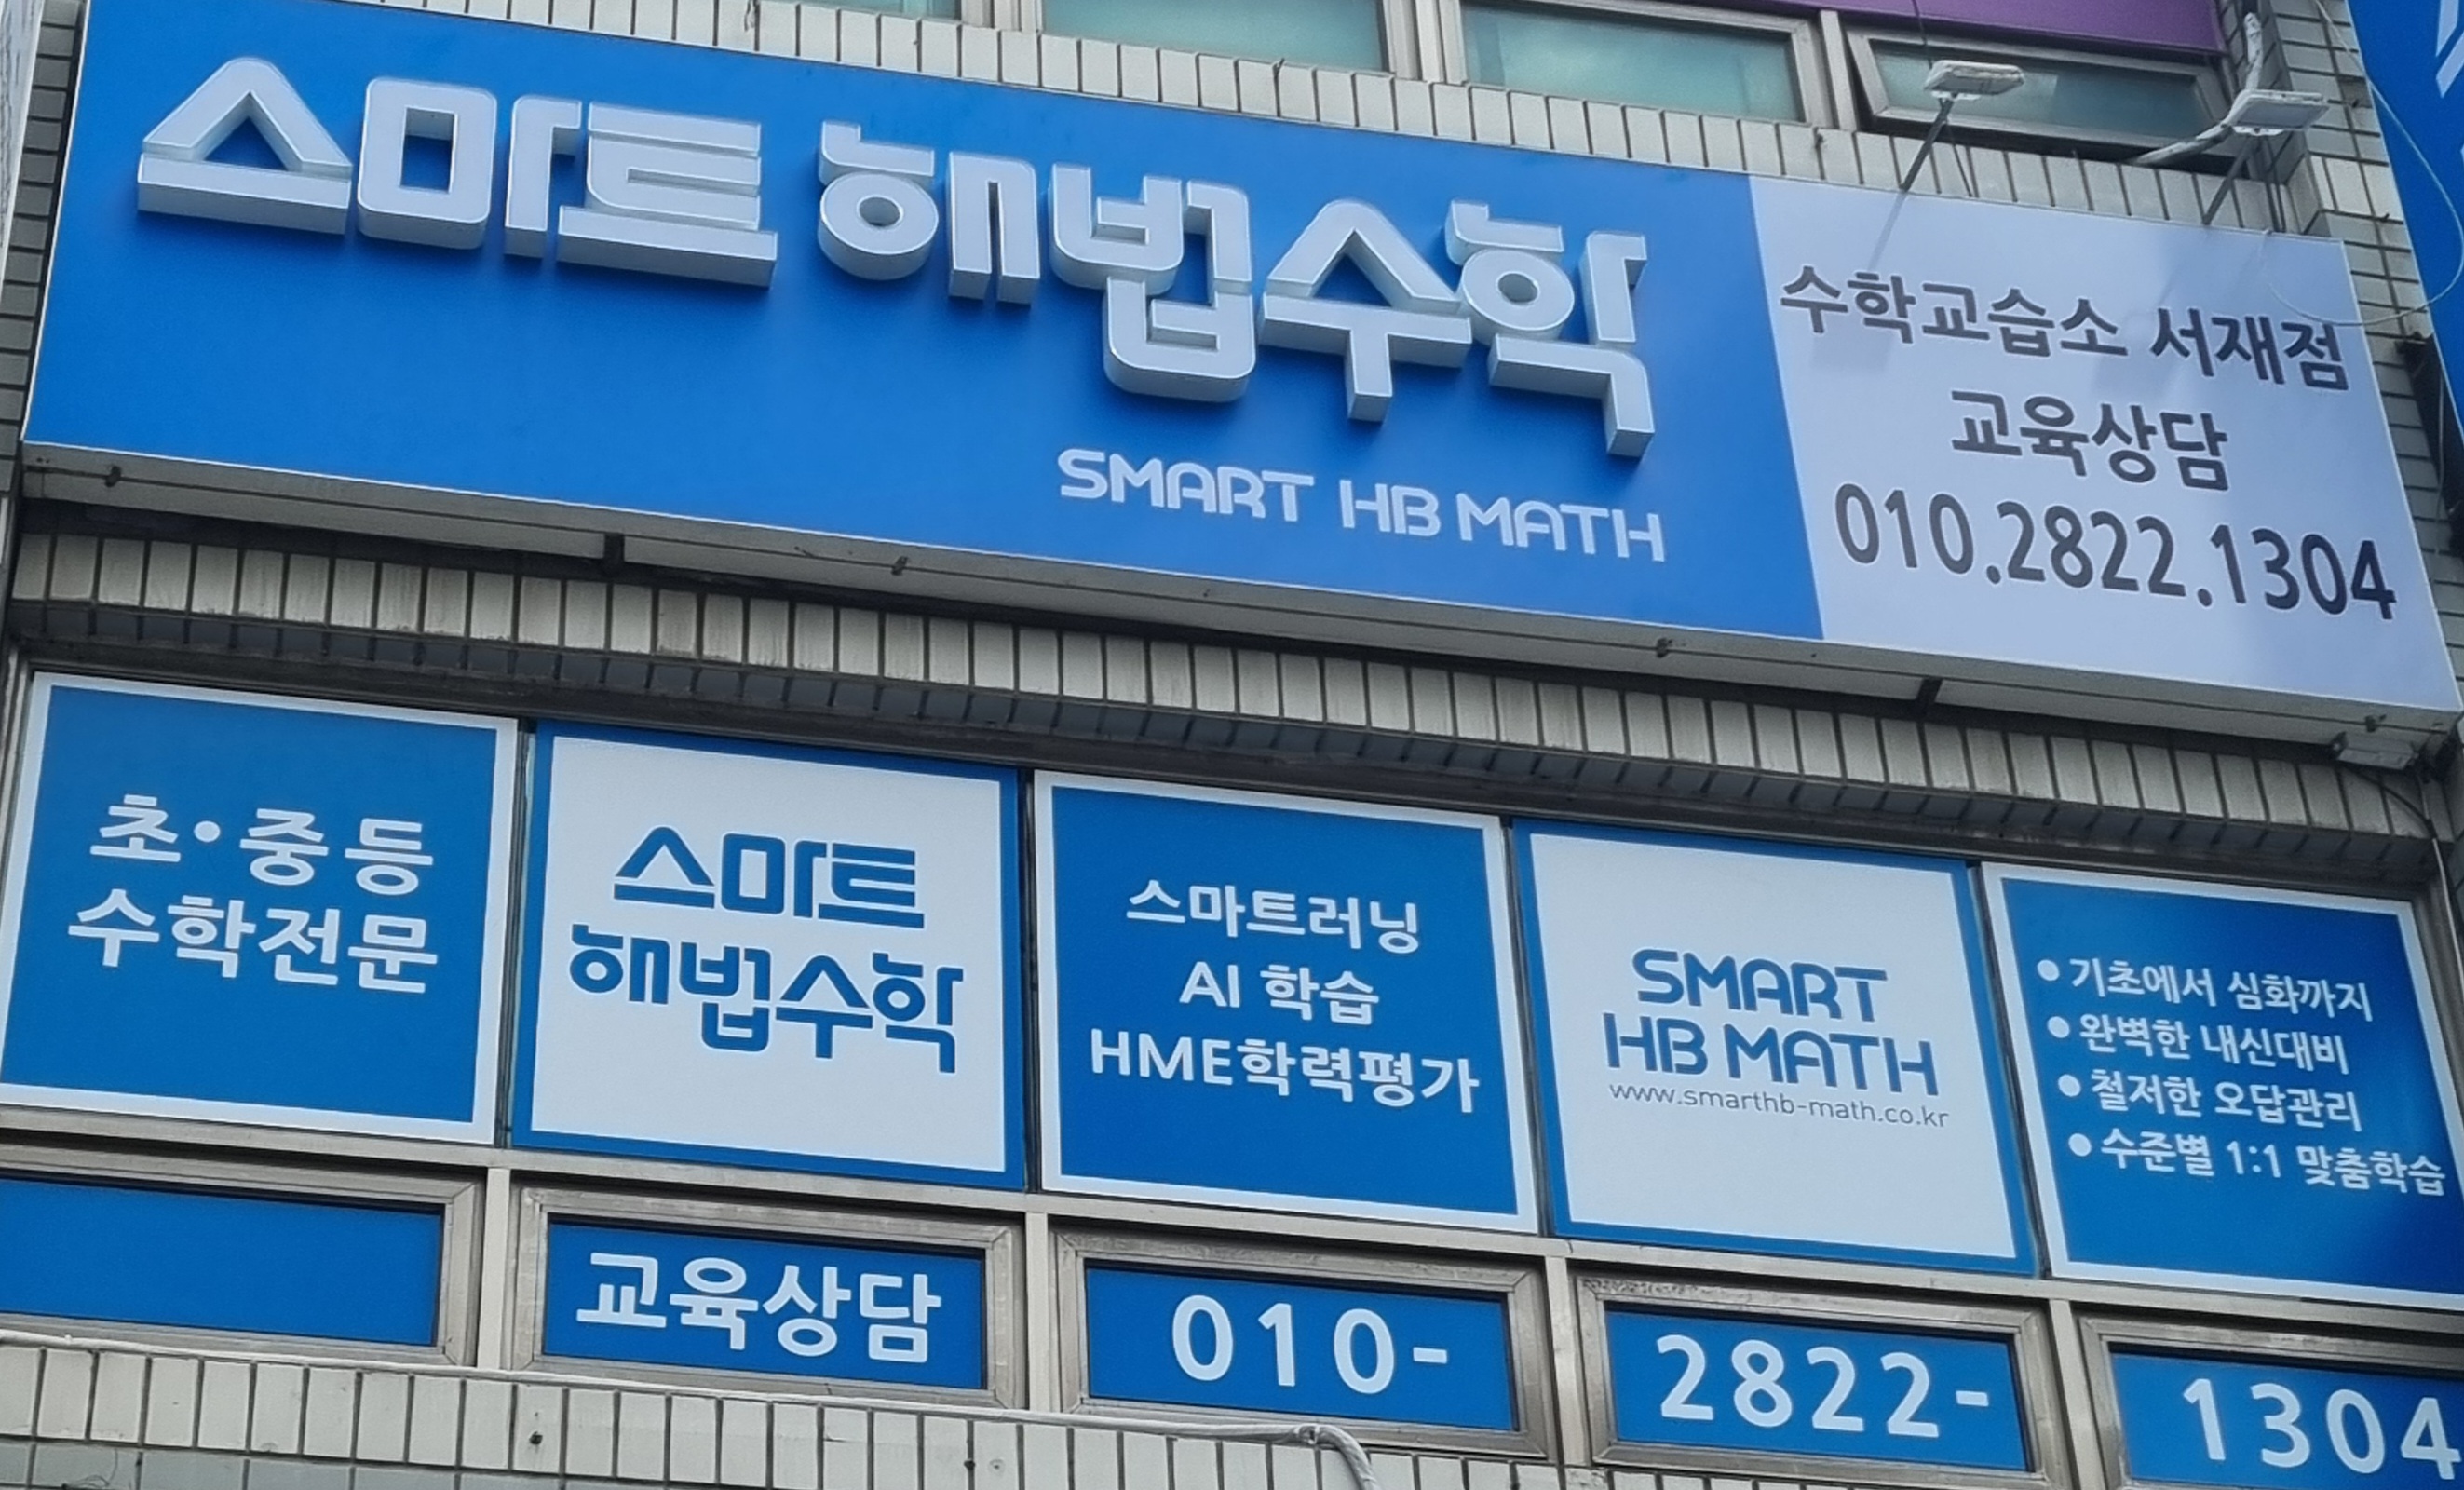 스마트 해법수학
SMART HB MATH
수학교습소 서재점
교육상담
010.2822.1304
초·중등
수학전문
스마트
해법수학
스마트러닝
AI 학습
HME학력평가
SMART
HB MATH
www.smarthb-math.co.kr
• 기초에서 심화까지
• 완벽한 내신대비
• 철저한 오답관리
• 수준별 1:1 맞춤학습
교육상담
010-
2822-
1304